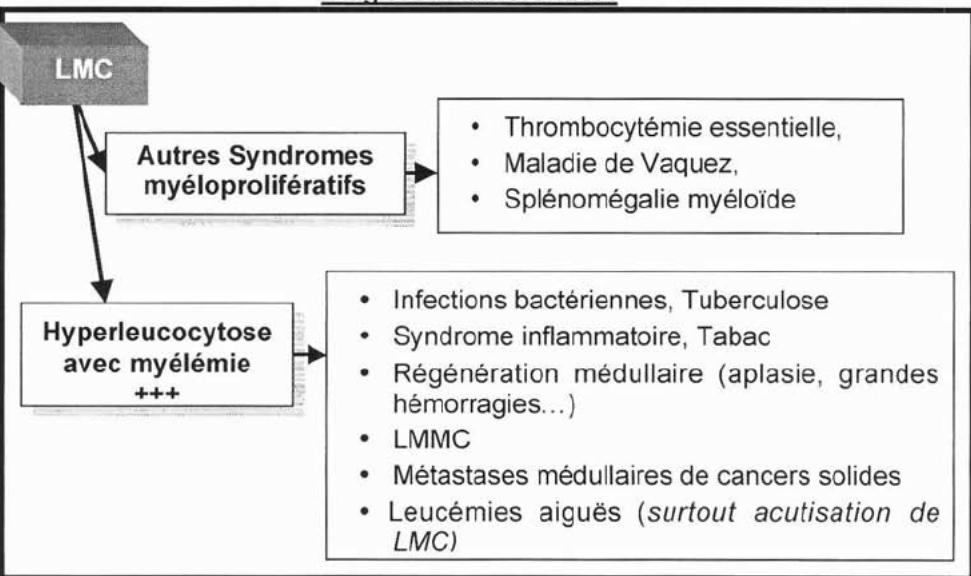 LMC
Autres Syndromes
myéloprolifératifs
• Thrombocytémie essentielle,
• Maladie de Vaquez,
• Splénomégalie myéloïde
Hyperleucocytose
avec myélémie
+++
• Infections bactériennes, Tuberculose
• Syndrome inflammatoire, Tabac
• Régénération médullaire (aplasie, grandes
hémorragies...)
• LMMC
• Métastases médullaires de cancers solides
• Leucémies aiguës (surtout acutisation de
LMC)